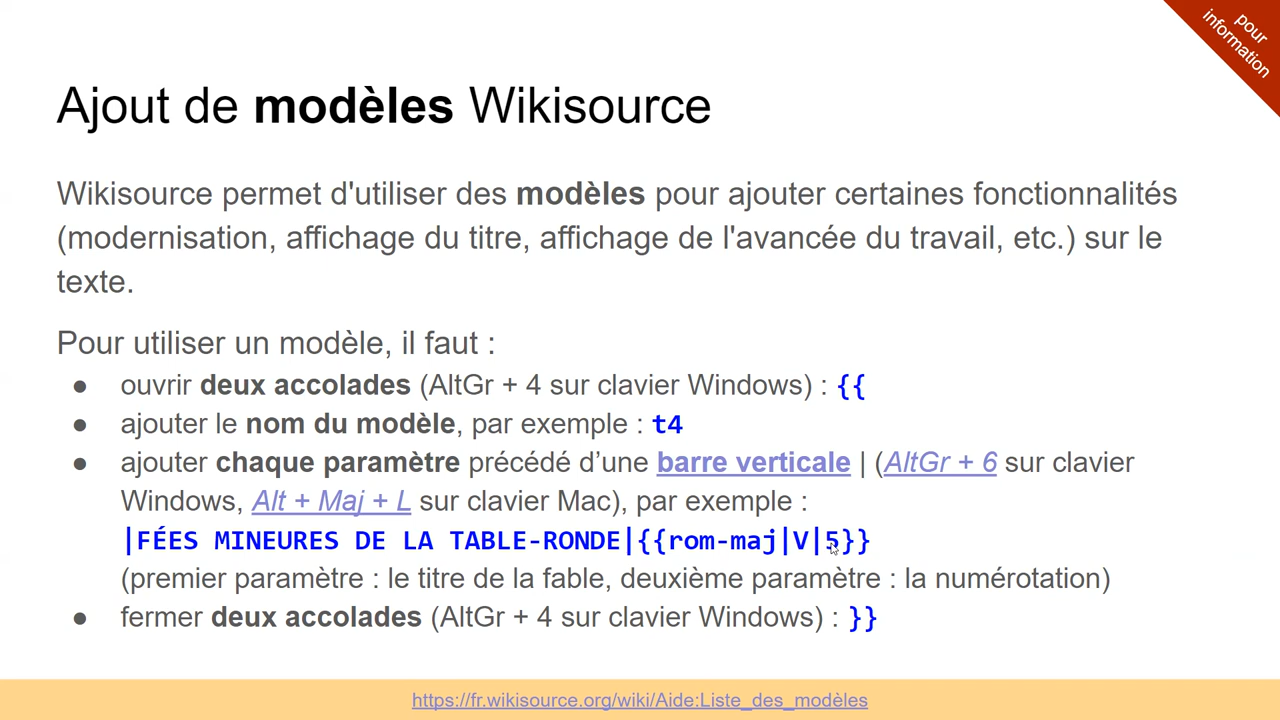 pour
information
Ajout de modèles Wikisource
Wikisource permet d'utiliser des modèles pour ajouter certaines fonctionnalités
(modernisation, affichage du titre, affichage de l'avancée du travail, etc.) sur le
texte.
Pour utiliser un modèle, il faut :
● ouvrir deux accolades (AltGr + 4 sur clavier Windows) : {{
● ajouter le nom du modèle, par exemple : t4
● ajouter chaque paramètre précédé d’une barre verticale | (AltGr + 6 sur clavier
Windows, Alt + Maj + L sur clavier Mac), par exemple :
|FÉES MINEURES DE LA TABLE-RONDE|{{rom-maj|V|5}}
(premier paramètre : le titre de la fable, deuxième paramètre : la numérotation)
● fermer deux accolades (AltGr + 4 sur clavier Windows) : }}
https://fr.wikisource.org/wiki/Aide:Liste_des_modèles